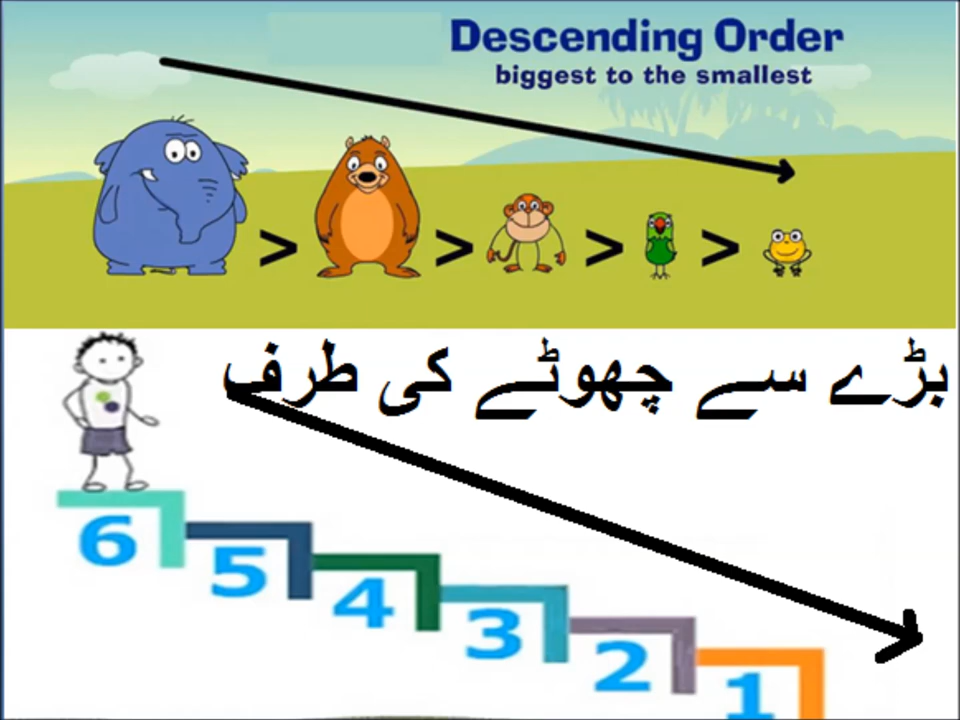 Descending Order
biggest to the smallest
> > > >
بڑے سے چھوٹے کی طرف
6
5
4
3
2
1